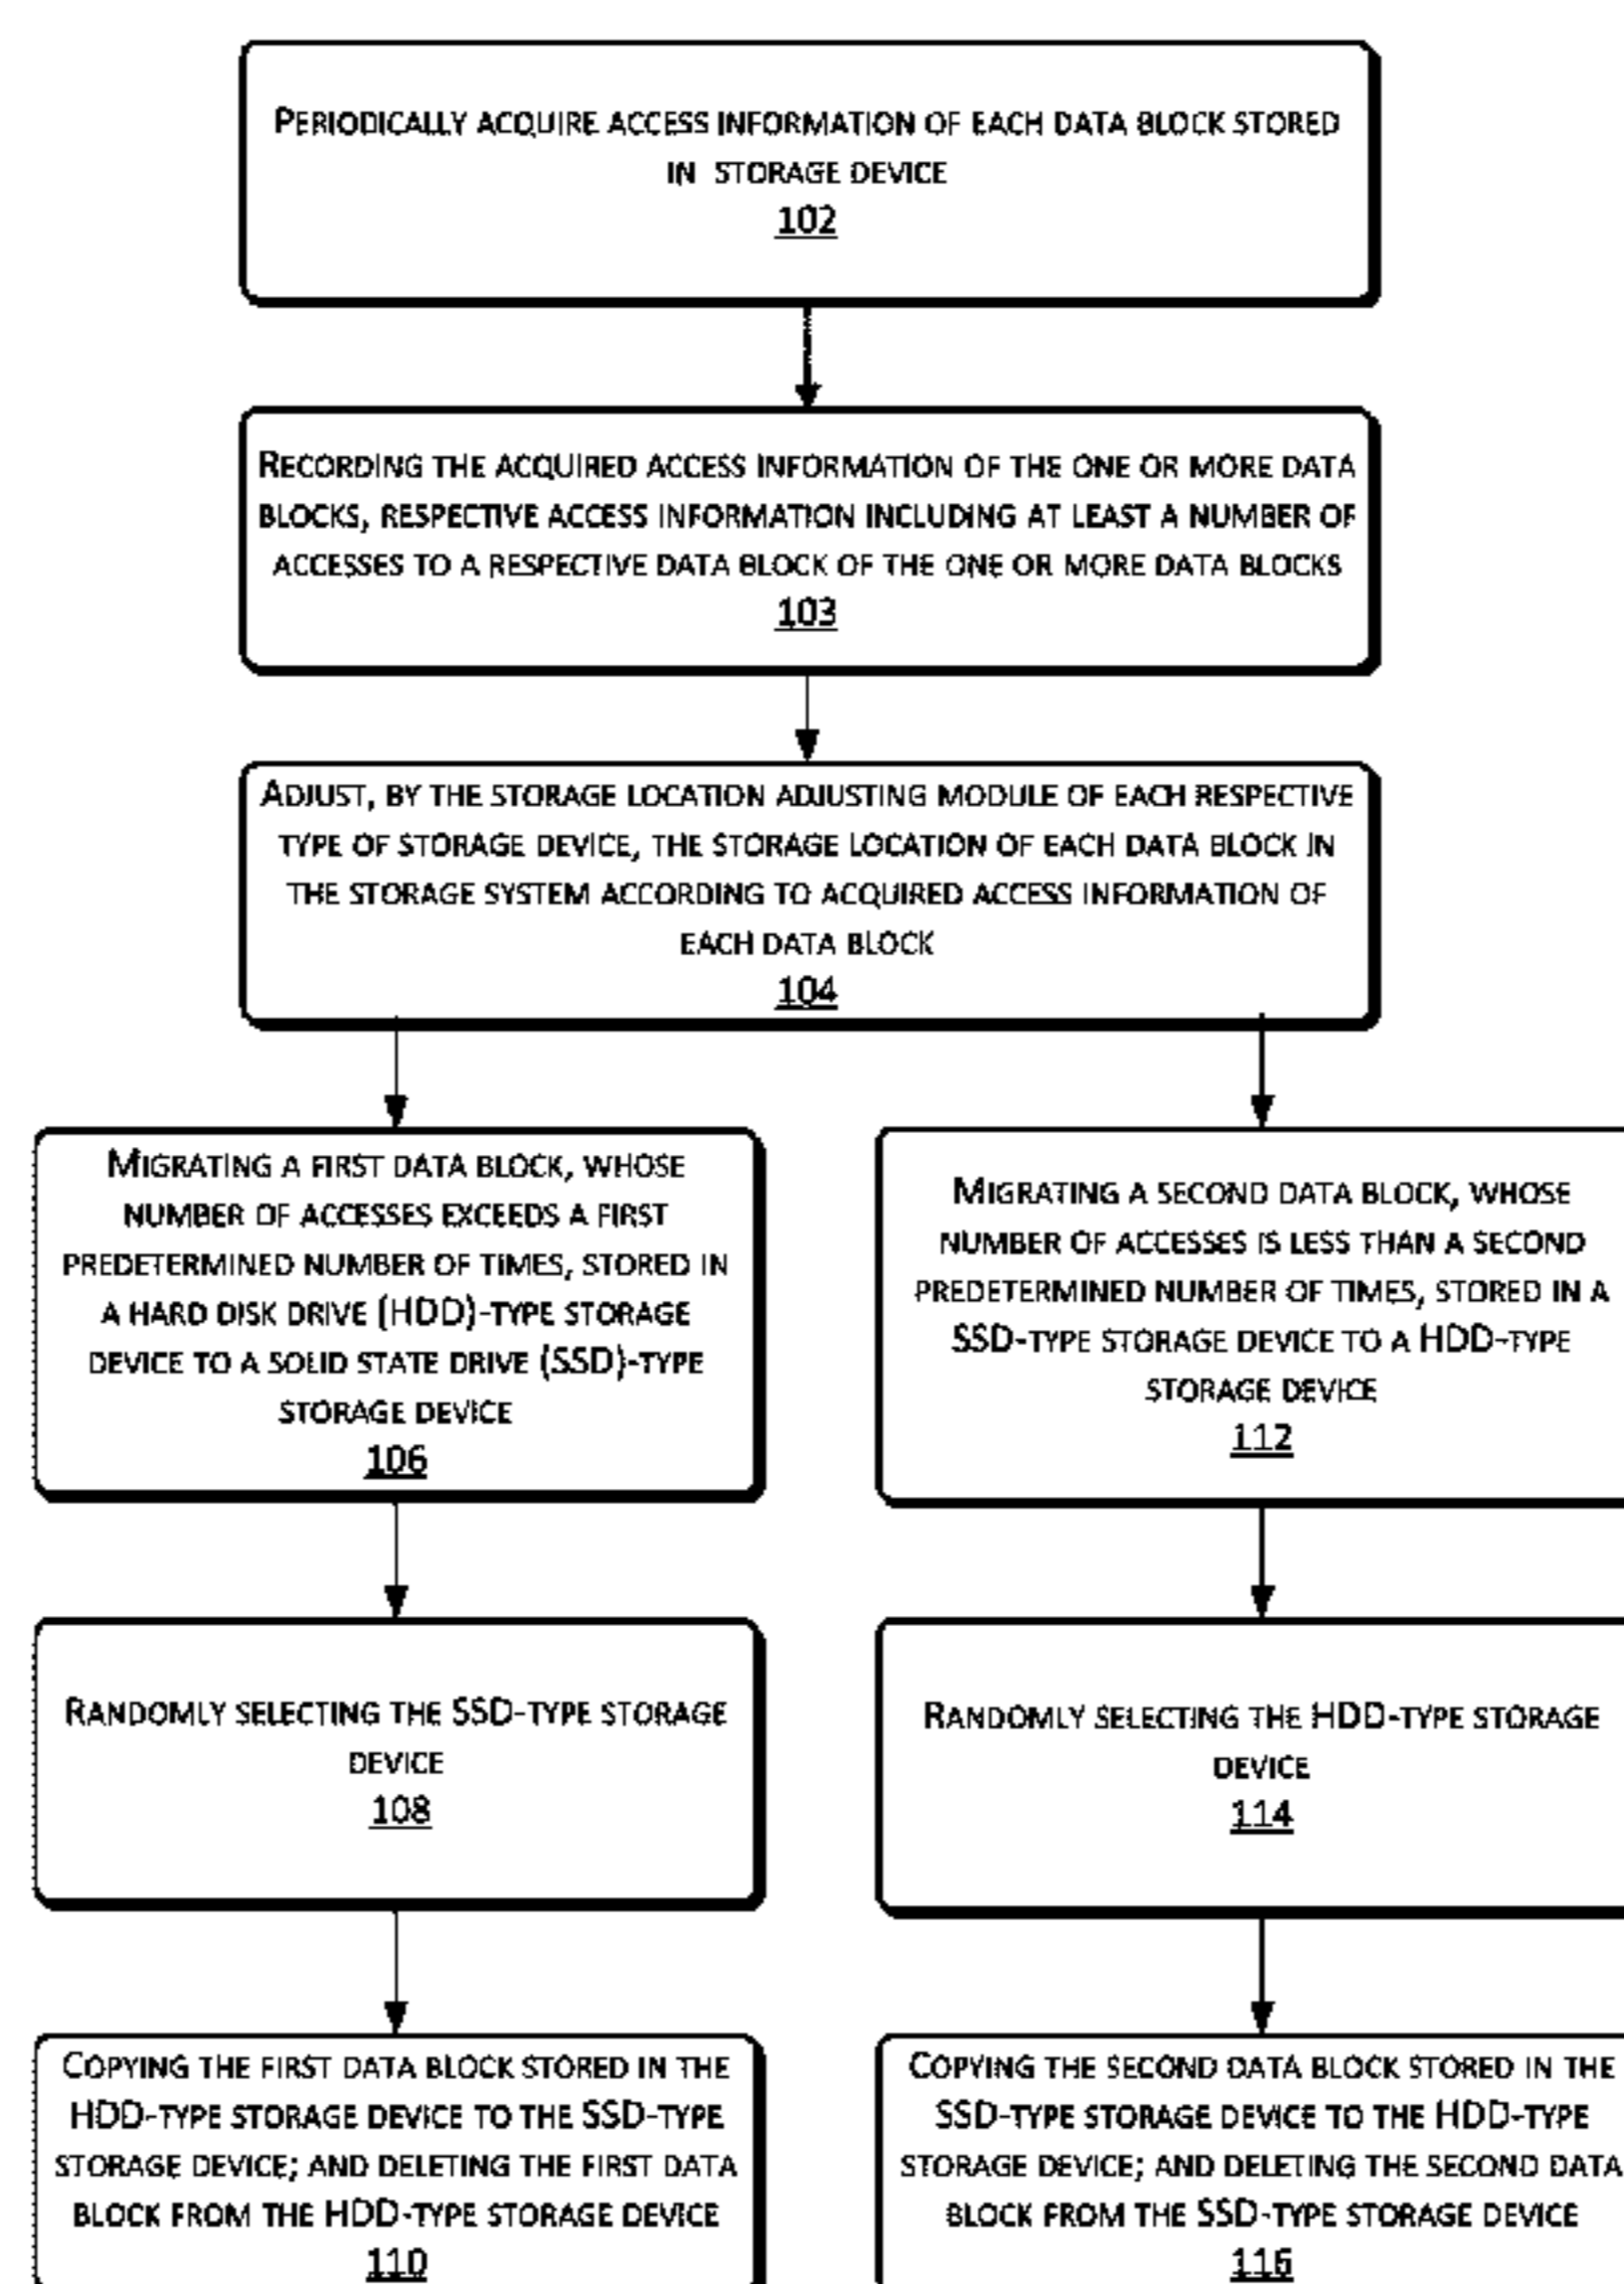 PERIODICALLY ACQUIRE ACCESS INFORMATION OF EACH DATA BLOCK STORED
IN STORAGE DEVICE
102
RECORDING THE ACQUIRED ACCESS INFORMATION OF THE ONE OR MORE DATA
BLOCKS, RESPECTIVE ACCESS INFORMATION INCLUDING AT LEAST A NUMBER OF
ACCESSES TO A RESPECTIVE DATA BLOCK OF THE ONE OR MORE DATA BLOCKS
103
ADJUST, BY THE STORAGE LOCATION ADJUSTING MODULE OF EACH RESPECTIVE
TYPE OF STORAGE DEVICE, THE STORAGE LOCATION OF EACH DATA BLOCK IN
THE STORAGE SYSTEM ACCORDING TO ACQUIRED ACCESS INFORMATION OF
EACH DATA BLOCK
104
MIGRATING A FIRST DATA BLOCK, WHOSE
NUMBER OF ACCESSES EXCEEDS A FIRST
PREDETERMINED NUMBER OF TIMES, STORED IN
A HARD DISK DRIVE (HDD)-TYPE STORAGE
DEVICE TO A SOLID STATE DRIVE (SSD)-TYPE
STORAGE DEVICE
106
RANDOMLY SELECTING THE SSD-TYPE STORAGE
DEVICE
108
COPYING THE FIRST DATA BLOCK STORED IN THE
HDD-TYPE STORAGE DEVICE TO THE SSD-TYPE
STORAGE DEVICE; AND DELETING THE FIRST DATA
BLOCK FROM THE HDD-TYPE STORAGE DEVICE
110
MIGRATING A SECOND DATA BLOCK, WHOSE
NUMBER OF ACCESSES IS LESS THAN A SECOND
PREDETERMINED NUMBER OF TIMES, STORED IN A
SSD-TYPE STORAGE DEVICE TO A HDD-TYPE
STORAGE DEVICE
112
RANDOMLY SELECTING THE HDD-TYPE STORAGE
DEVICE
114
COPYING THE SECOND DATA BLOCK STORED IN THE
SSD-TYPE STORAGE DEVICE TO THE HDD-TYPE
STORAGE DEVICE; AND DELETING THE SECOND DATA
BLOCK FROM THE SSD-TYPE STORAGE DEVICE
116